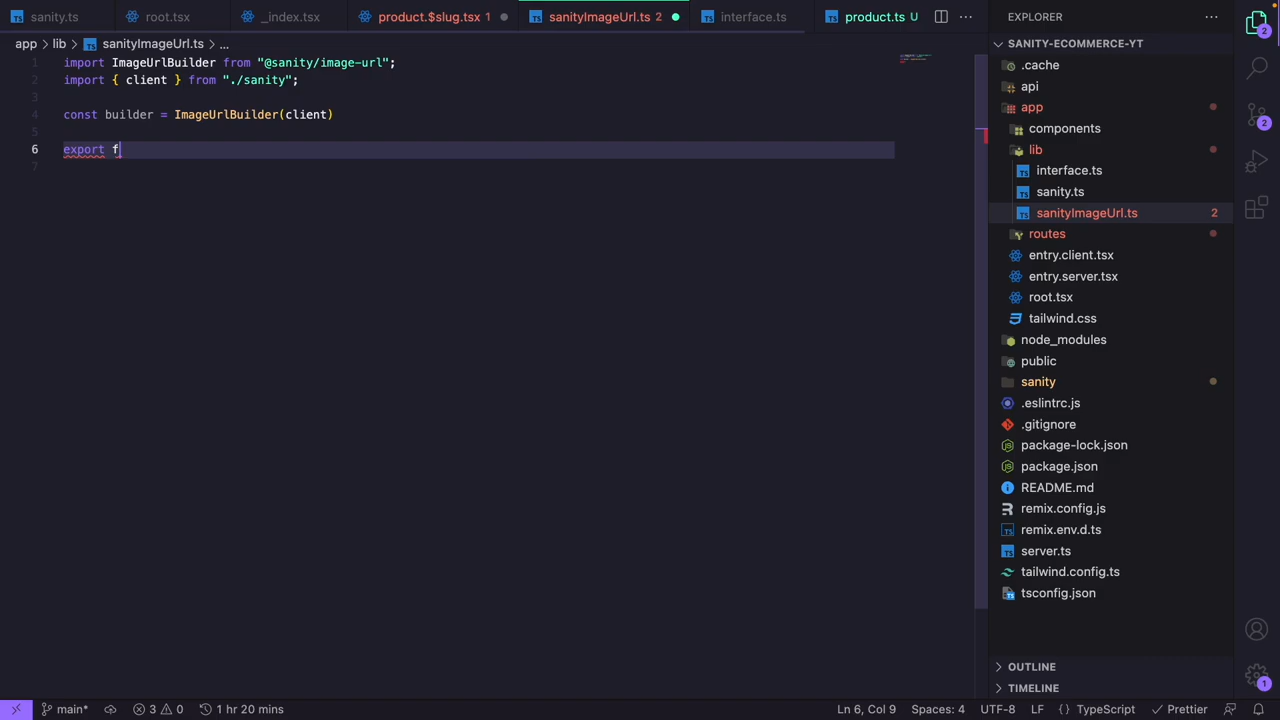 sanity.ts
root.tsx
_index.tsx
product.$slug.tsx 1
sanityImageUrl.ts 2
interface.ts
product.ts U
EXPLORER
app > lib > sanityImageUrl.ts > ...
1 import ImageUrlBuilder from "@sanity/image-url";
2 import { client } from "./sanity";
3
4 const builder = ImageUrlBuilder(client)
5
6 export f
7
SANITY-ECOMMERCE-YT
.cache
api
app
components
lib
interface.ts
sanity.ts
sanityImageUrl.ts 2
routes
entry.client.tsx
entry.server.tsx
root.tsx
tailwind.css
node_modules
public
sanity
.eslintrc.js
.gitignore
package-lock.json
package.json
README.md
remix.config.js
remix.env.d.ts
server.ts
tailwind.config.ts
tsconfig.json
OUTLINE
TIMELINE
2
2
1
main* 3 0 1 hr 20 mins Ln 6, Col 9 Spaces: 4 UTF-8 LF {} TypeScript Prettier